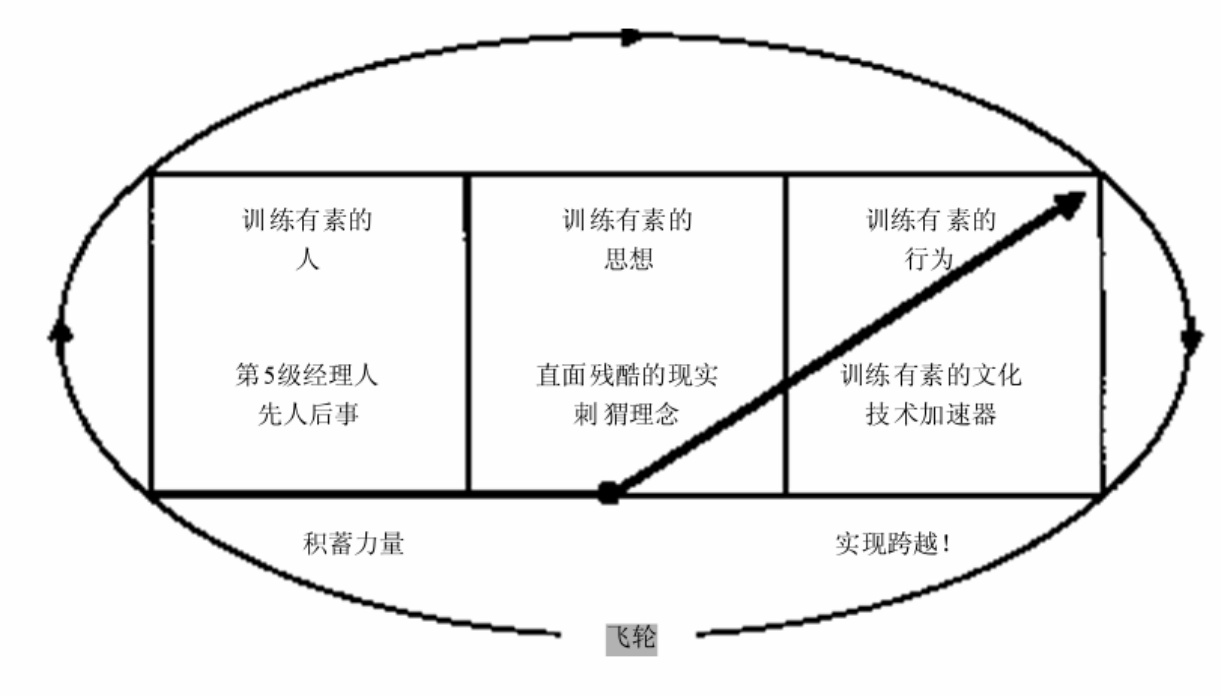 训练有素的
人
第5级经理人
先人后事
训练有素的
思想
直面残酷的现实
刺猬理念
训练有素的
行为
训练有素的文化
技术加速器
积蓄力量
实现跨越！
飞轮